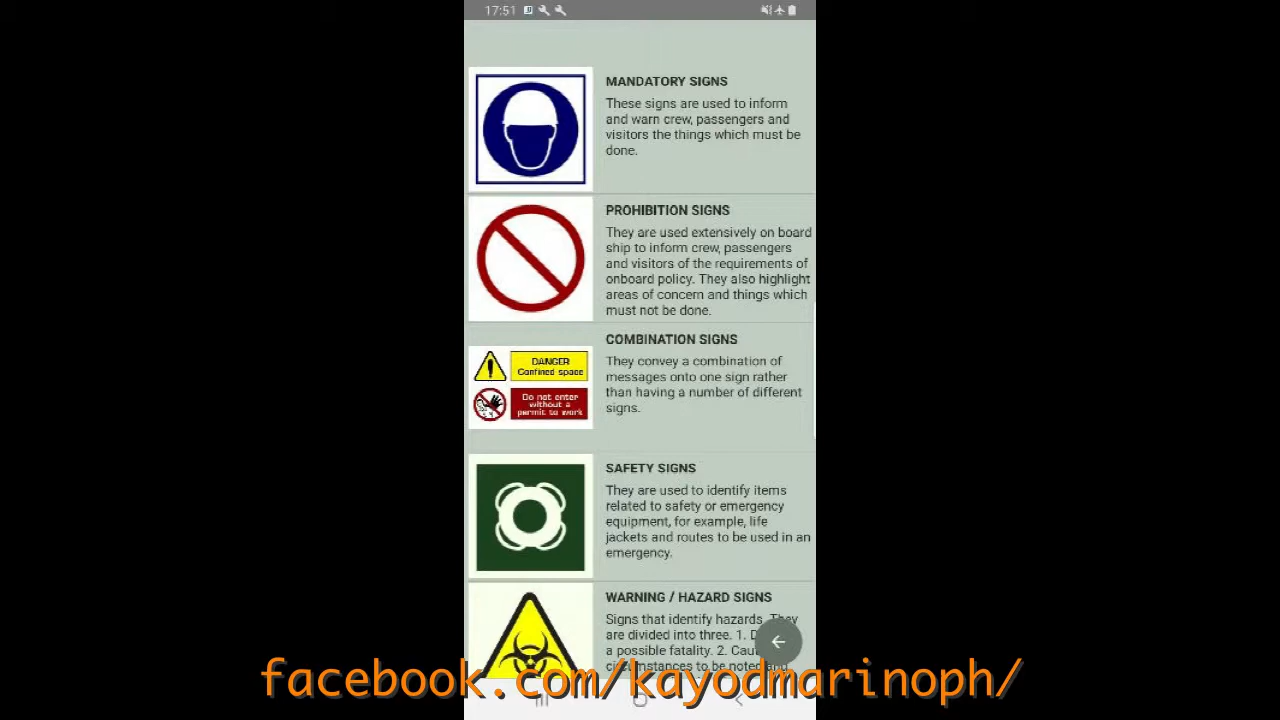 17:51
MANDATORY SIGNS
These signs are used to inform
and warn crew, passengers and
visitors the things which must be
done.
PROHIBITION SIGNS
They are used extensively on board
ship to inform crew, passengers
and visitors of the requirements of
onboard policy. They also highlight
areas of concern and things which
must not be done.
DANGER
Confined space
Do not enter
without a
permit to work
COMBINATION SIGNS
They convey a combination of
messages onto one sign rather
than having a number of different
signs.
SAFETY SIGNS
They are used to identify items
related to safety or emergency
equipment, for example, life
jackets and routes to be used in an
emergency.
WARNING / HAZARD SIGNS
Signs that identify hazards. They
are divided into three. 1.
a possible fatality. 2.
to be noted and
facebook.com/kayodmarinoph/